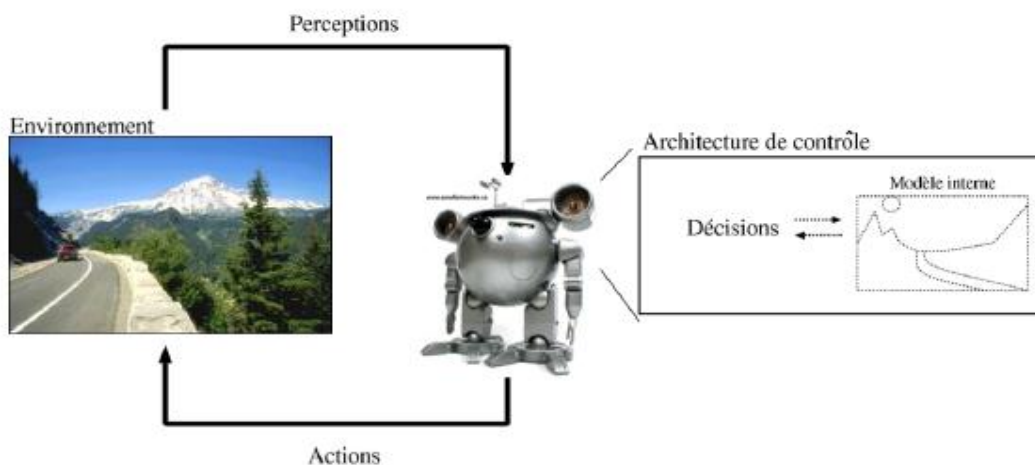 Perceptions
Environnement
Architecture de contrôle
Modèle interne
Décisions
Actions